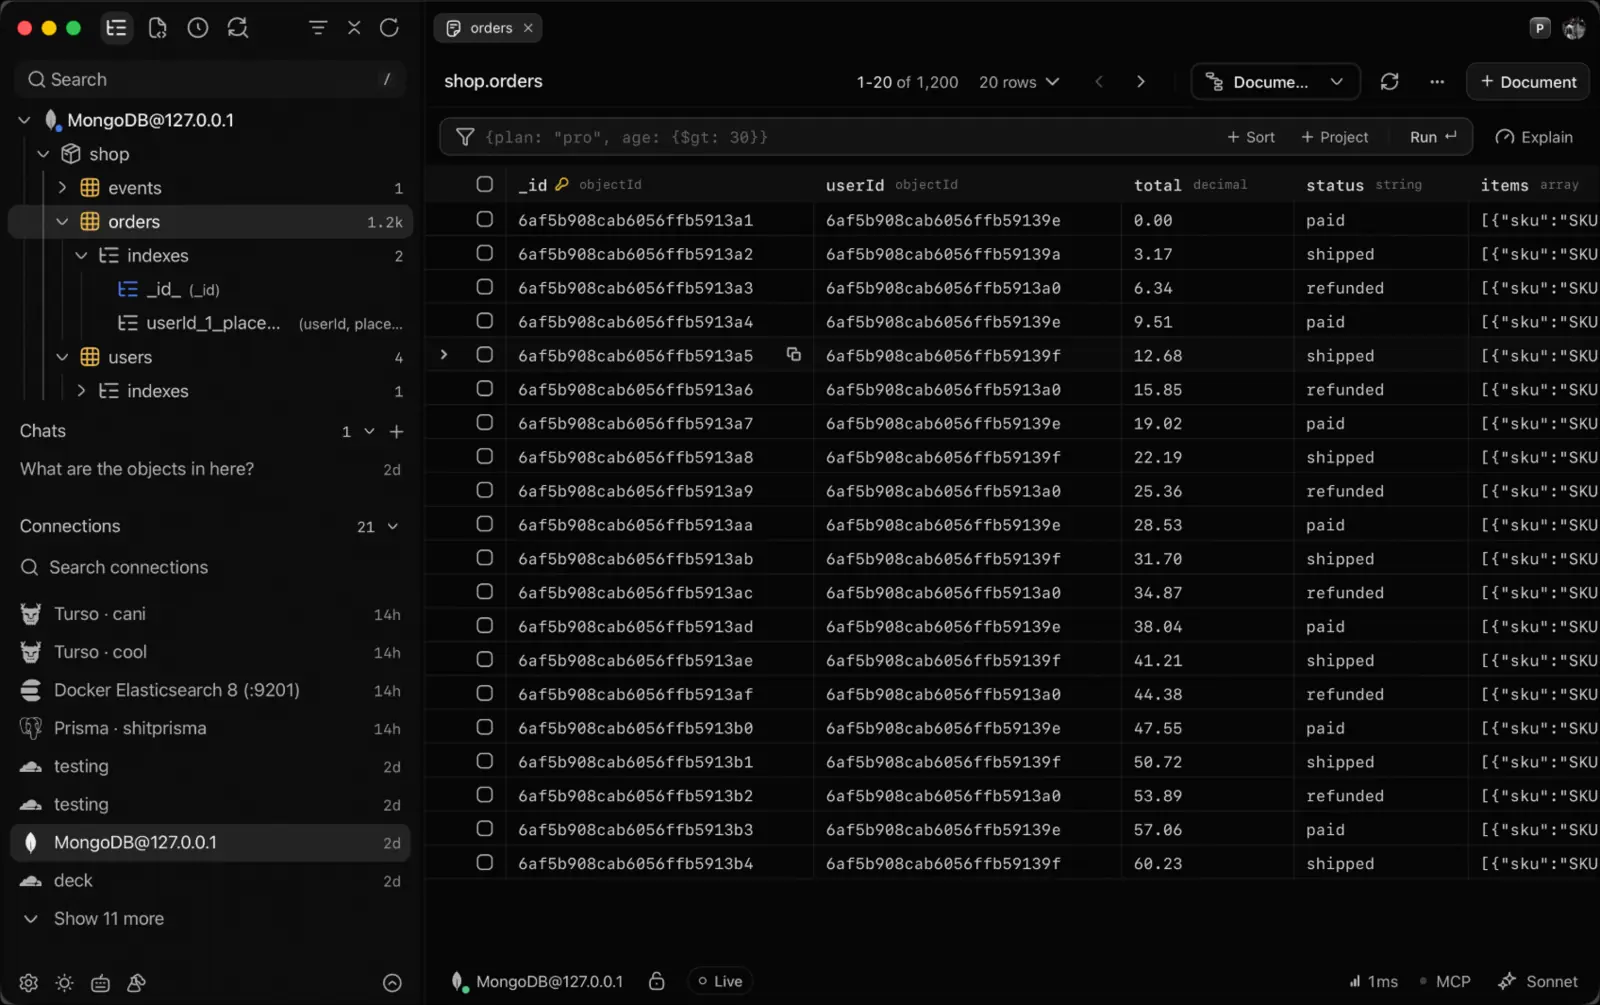 orders
P
Search /
shop.orders
1-20 of 1,200 20 rows
Docume...
+ Document
MongoDB@127.0.0.1
shop
events 1
orders 1.2k
indexes 2
_id_ (_id)
userId_1_place... (userId, place...
users 4
indexes 1
Chats 1
What are the objects in here? 2d
Connections 21
Search connections
Turso · cani 14h
Turso · cool 14h
Docker Elasticsearch 8 (:9201) 14h
Prisma · shitprisma 14h
testing 2d
testing 2d
MongoDB@127.0.0.1 2d
deck 2d
Show 11 more
{plan: "pro", age: {$gt: 30}}
+ Sort + Project Run ↵ Explain
_id objectId userId objectId total decimal status string items array
6af5b908cab6056ffb5913a1 6af5b908cab6056ffb59139e 0.00 paid [{"sku":"SKU
6af5b908cab6056ffb5913a2 6af5b908cab6056ffb59139a 3.17 shipped [{"sku":"SKU
6af5b908cab6056ffb5913a3 6af5b908cab6056ffb5913a0 6.34 refunded [{"sku":"SKU
6af5b908cab6056ffb5913a4 6af5b908cab6056ffb59139e 9.51 paid [{"sku":"SKU
6af5b908cab6056ffb5913a5 6af5b908cab6056ffb59139f 12.68 shipped [{"sku":"SKU
6af5b908cab6056ffb5913a6 6af5b908cab6056ffb5913a0 15.85 refunded [{"sku":"SKU
6af5b908cab6056ffb5913a7 6af5b908cab6056ffb59139e 19.02 paid [{"sku":"SKU
6af5b908cab6056ffb5913a8 6af5b908cab6056ffb59139f 22.19 shipped [{"sku":"SKU
6af5b908cab6056ffb5913a9 6af5b908cab6056ffb5913a0 25.36 refunded [{"sku":"SKU
6af5b908cab6056ffb5913aa 6af5b908cab6056ffb59139e 28.53 paid [{"sku":"SKU
6af5b908cab6056ffb5913ab 6af5b908cab6056ffb59139f 31.70 shipped [{"sku":"SKU
6af5b908cab6056ffb5913ac 6af5b908cab6056ffb5913a0 34.87 refunded [{"sku":"SKU
6af5b908cab6056ffb5913ad 6af5b908cab6056ffb59139e 38.04 paid [{"sku":"SKU
6af5b908cab6056ffb5913ae 6af5b908cab6056ffb59139f 41.21 shipped [{"sku":"SKU
6af5b908cab6056ffb5913af 6af5b908cab6056ffb5913a0 44.38 refunded [{"sku":"SKU
6af5b908cab6056ffb5913b0 6af5b908cab6056ffb59139e 47.55 paid [{"sku":"SKU
6af5b908cab6056ffb5913b1 6af5b908cab6056ffb59139f 50.72 shipped [{"sku":"SKU
6af5b908cab6056ffb5913b2 6af5b908cab6056ffb5913a0 53.89 refunded [{"sku":"SKU
6af5b908cab6056ffb5913b3 6af5b908cab6056ffb59139e 57.06 paid [{"sku":"SKU
6af5b908cab6056ffb5913b4 6af5b908cab6056ffb59139f 60.23 shipped [{"sku":"SKU
MongoDB@127.0.0.1 Live 1ms MCP Sonnet